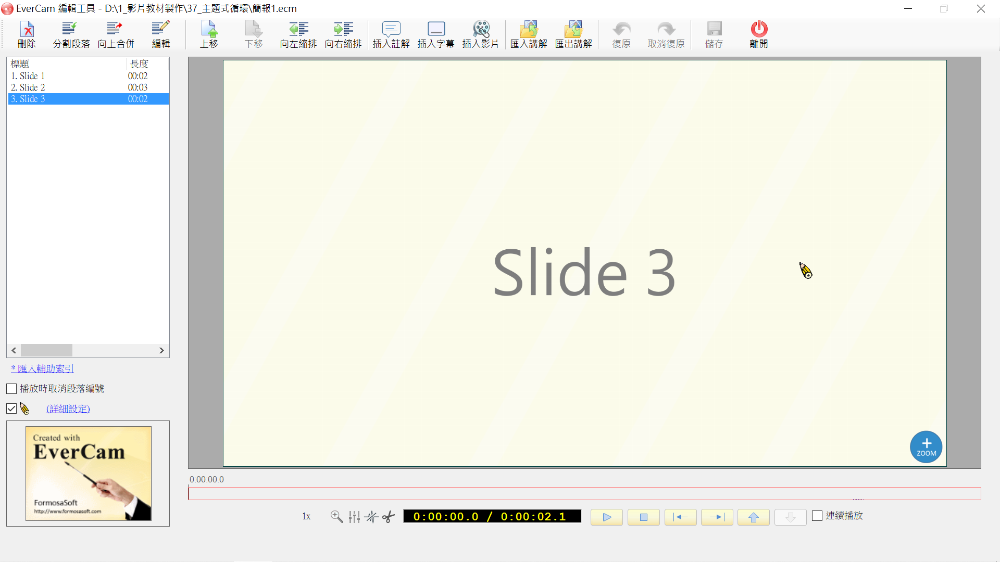 REC EverCam 編輯工具 - D:\1_影片教材製作\37_主題式循環\簡報1.ecm
刪除 分割段落 向上合併 編輯 上移 下移 向左縮排 向右縮排 插入註解 插入字幕 插入影片 匯入講解 匯出講解 復原 取消復原 儲存 離開
標題 長度
1. Slide 1 00:02
2. Slide 2 00:03
3. Slide 3 00:02
Slide 3
ZOOM
* 匯入輔助索引
播放時取消段落編號
(詳細設定)
Created with
EverCam
FormosaSoft
http://www.formosasoft.com
0:00:00.0
1x
0:00:00.0 / 0:00:02.1
連續播放